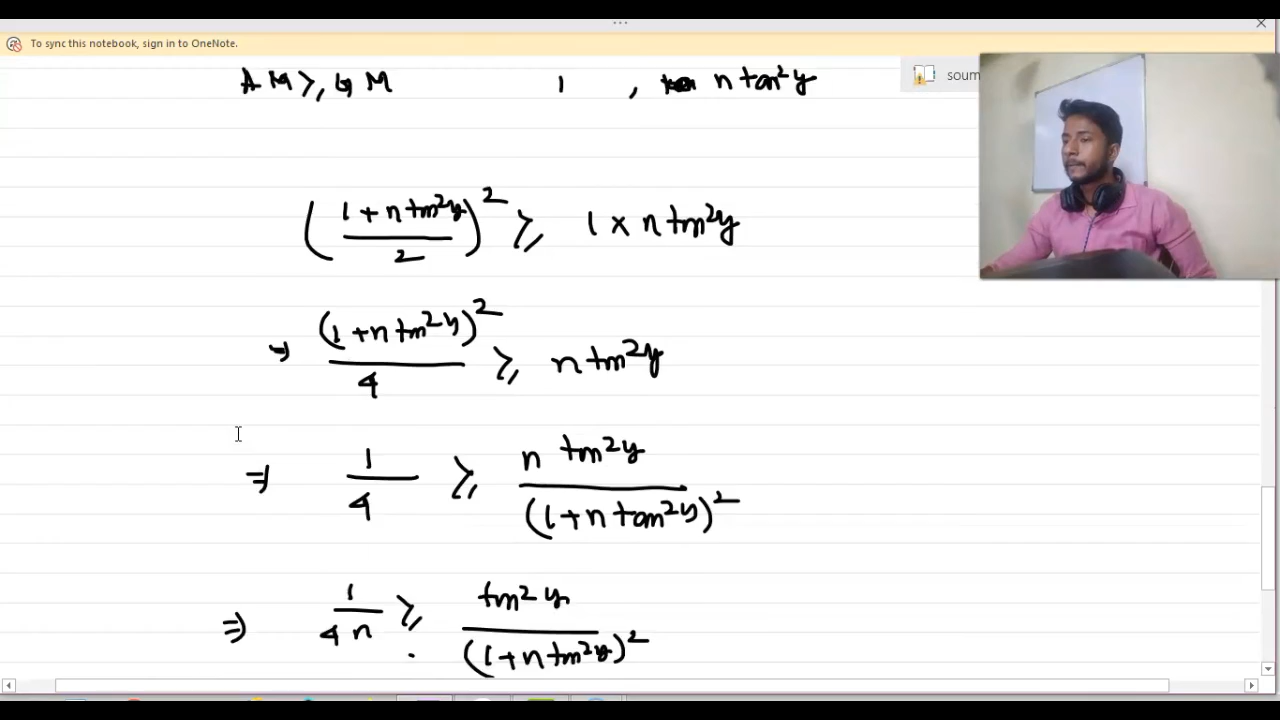 To sync this notebook, sign in to OneNote.
AM ≥ GM 1 , n tan²y
soum
((1 + n tan²y)/2)² ≥ 1 × n tan²y
⇒ (1 + n tan²y)²/4 ≥ n tan²y
⇒ 1/4 ≥ n tan²y/(1 + n tan²y)²
⇒ 1/4n ≥ tan²y/(1 + n tan²y)²